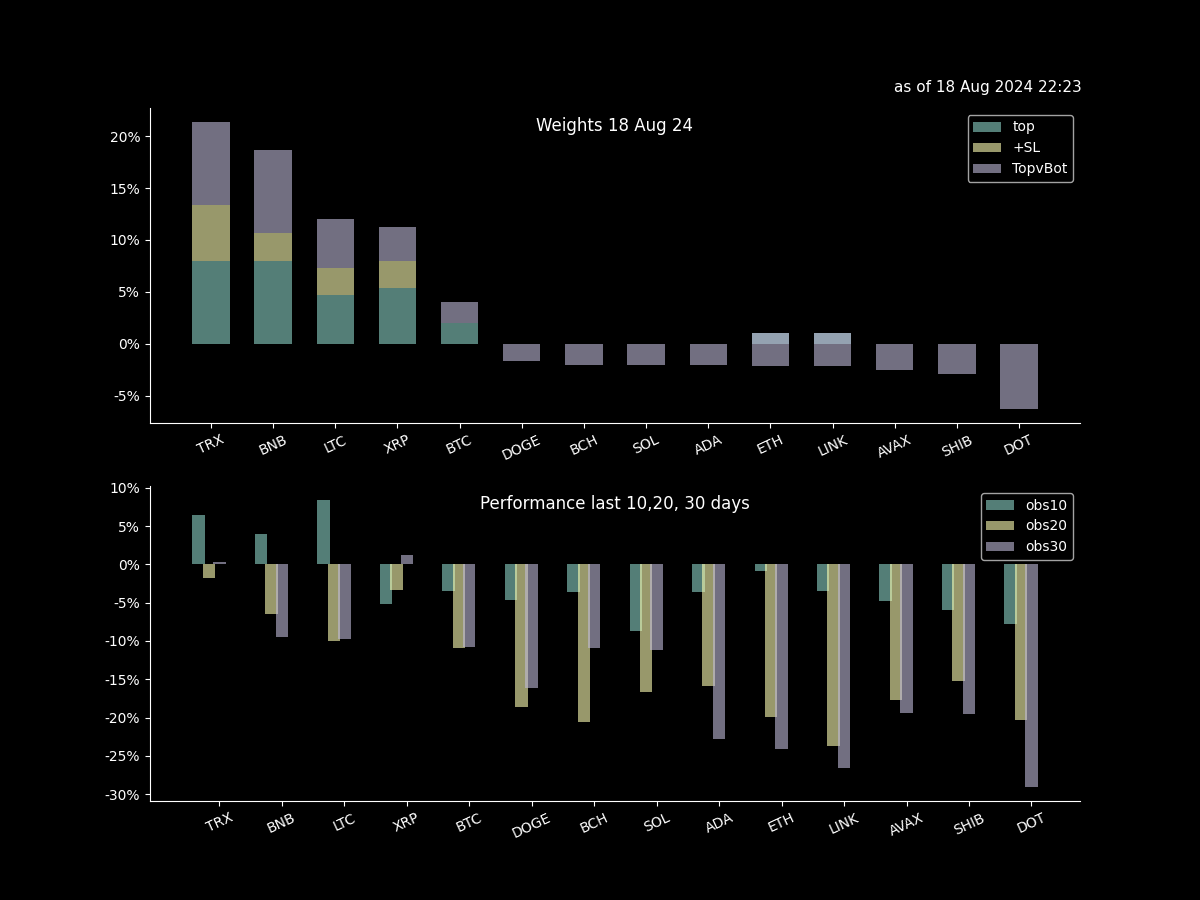 as of 18 Aug 2024 22:23
Weights 18 Aug 24
top
+SL
TopvBot
20%
15%
10%
5%
0%
-5%
TRX BNB LTC XRP BTC DOGE BCH SOL ADA ETH LINK AVAX SHIB DOT
Performance last 10,20, 30 days
obs10
obs20
obs30
10%
5%
0%
-5%
-10%
-15%
-20%
-25%
-30%
TRX BNB LTC XRP BTC DOGE BCH SOL ADA ETH LINK AVAX SHIB DOT